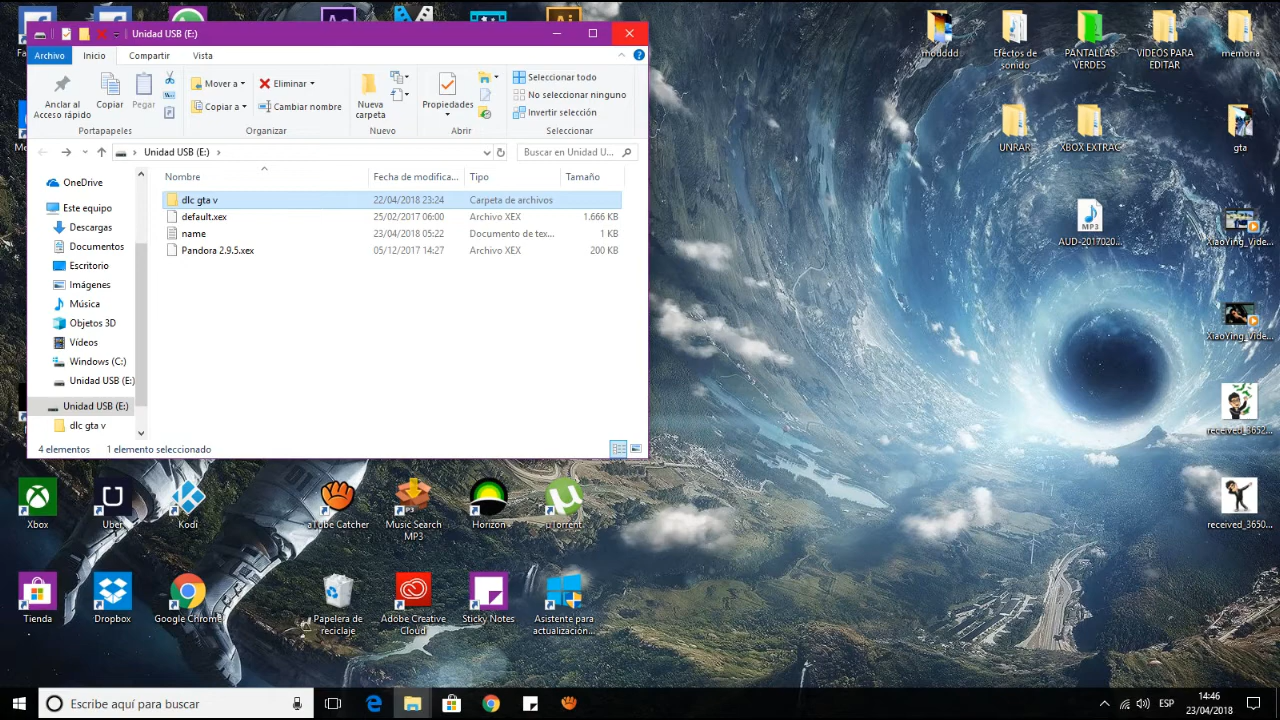 Unidad USB (E:)
Archivo
Inicio
Compartir
Vista
Anclar al
Acceso rápido
Copiar
Pegar
Portapapeles
Mover a
Copiar a
Eliminar
Cambiar nombre
Organizar
Nueva
carpeta
Nuevo
Propiedades
Abrir
Seleccionar todo
No seleccionar ninguno
Invertir selección
Seleccionar
Unidad USB (E:)
Buscar en Unidad U...
Nombre
Fecha de modifica...
Tipo
Tamaño
dlc gta v
22/04/2018 23:24
Carpeta de archivos
default.xex
25/02/2017 06:00
Archivo XEX
1,666 KB
name
23/04/2018 05:22
Documento de tex...
1 KB
Pandora 2.9.5.xex
05/12/2017 14:27
Archivo XEX
200 KB
OneDrive
Este equipo
Descargas
Documentos
Escritorio
Imágenes
Música
Objetos 3D
Vídeos
Windows (C:)
Unidad USB (E:)
Unidad USB (E:)
dlc gta v
4 elementos
1 elemento seleccionado
modddd
Efectos de
sonido
PANTALLAS
VERDES
VIDEOS PARA
EDITAR
memoria
UNRAR
XBOX EXTRAC
gta
MP3
AUD-2017020...
XiaoYing_Vide...
XiaoYing_Vide...
received_3652...
received_3650...
Xbox
Uber
Kodi
aTube Catcher
Music Search
MP3
Horizon
µTorrent
Tienda
Dropbox
Google Chrome
Papelera de
reciclaje
Adobe Creative
Cloud
Sticky Notes
Asistente para
actualización...
Escribe aquí para buscar
ESP
14:46
23/04/2018